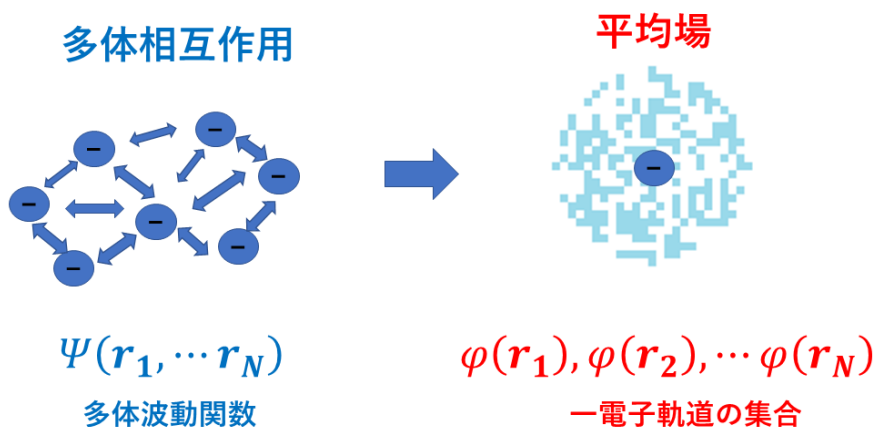 多体相互作用
平均場
− − − − − − −
−
Ψ(r₁, ⋯ r_N)
φ(r₁), φ(r₂), ⋯ φ(r_N)
多体波動関数
一電子軌道の集合